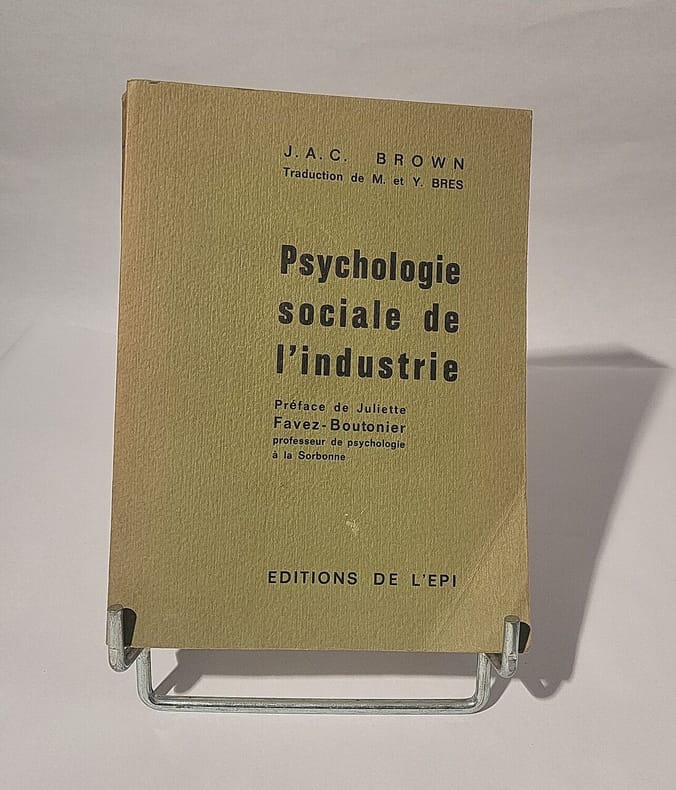 J.A.C. BROWN
Traduction de M. et Y. BRES
Psychologie
sociale de
l'industrie
Préface de Juliette
Favez-Boutonier
professeur de psychologie
à la Sorbonne
EDITIONS DE L'EPI